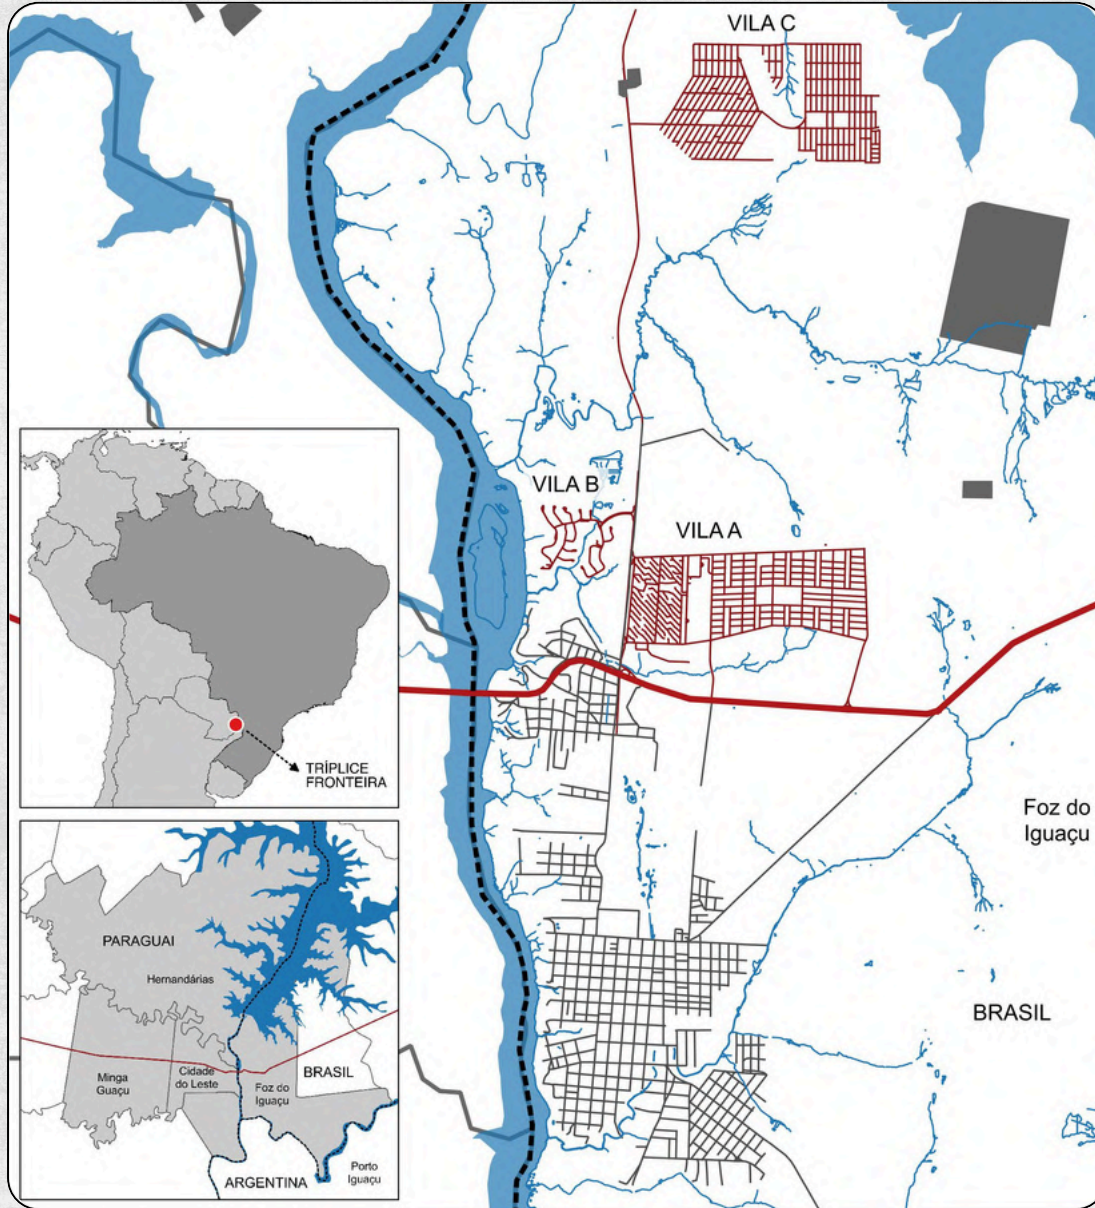 VILA C
VILA B
VILA A
TRÍPLICE
FRONTEIRA
Foz do
Iguaçu
BRASIL
PARAGUAI
Hernandárias
Minga
Guaçu
Cidade
do Leste
Foz do
Iguaçu
BRASIL
ARGENTINA
Porto
Iguaçu